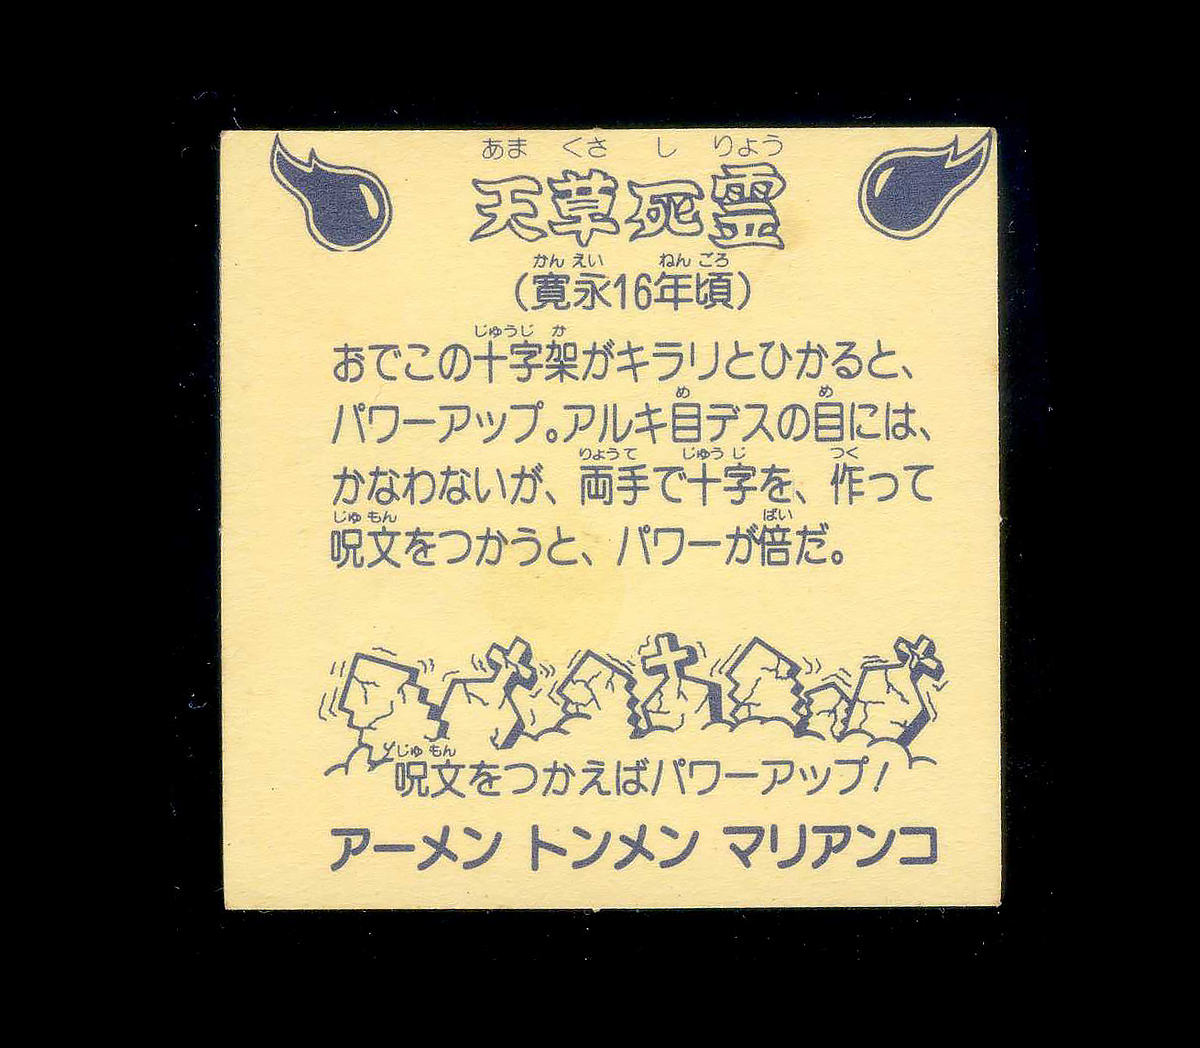 あまくさしりょう
天草死霊
かんえい ねんごろ
(寛永16年頃)
じゅうじか
おでこの十字架がキラリとひかると、
め め
パワーアップ。アルキ目デスの目には、
りょうて じゅうじ つく
かなわないが、両手で十字を、作って
じゅもん ばい
呪文をつかうと、パワーが倍だ。
じゅもん
呪文をつかえばパワーアップ!
アーメン トンメン マリアンコ